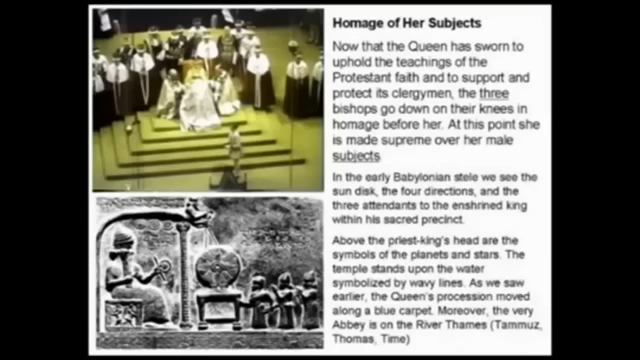 Homage of Her Subjects
Now that the Queen has sworn to
uphold the teachings of the
Protestant faith and to support and
protect its clergymen, the three
bishops go down on their knees in
homage before her. At this point she
is made supreme over her male
subjects
In the early Babylonian stele we see the
sun disk, the four directions, and the
three attendants to the enshrined king
within his sacred precinct.
Above the priest-king's head are the
symbols of the planets and stars. The
temple stands upon the water
symbolized by wavy lines. As we saw
earlier, the Queen's procession moved
along a blue carpet. Moreover, the very
Abbey is on the River Thames (Tammuz,
Thomas, Time)